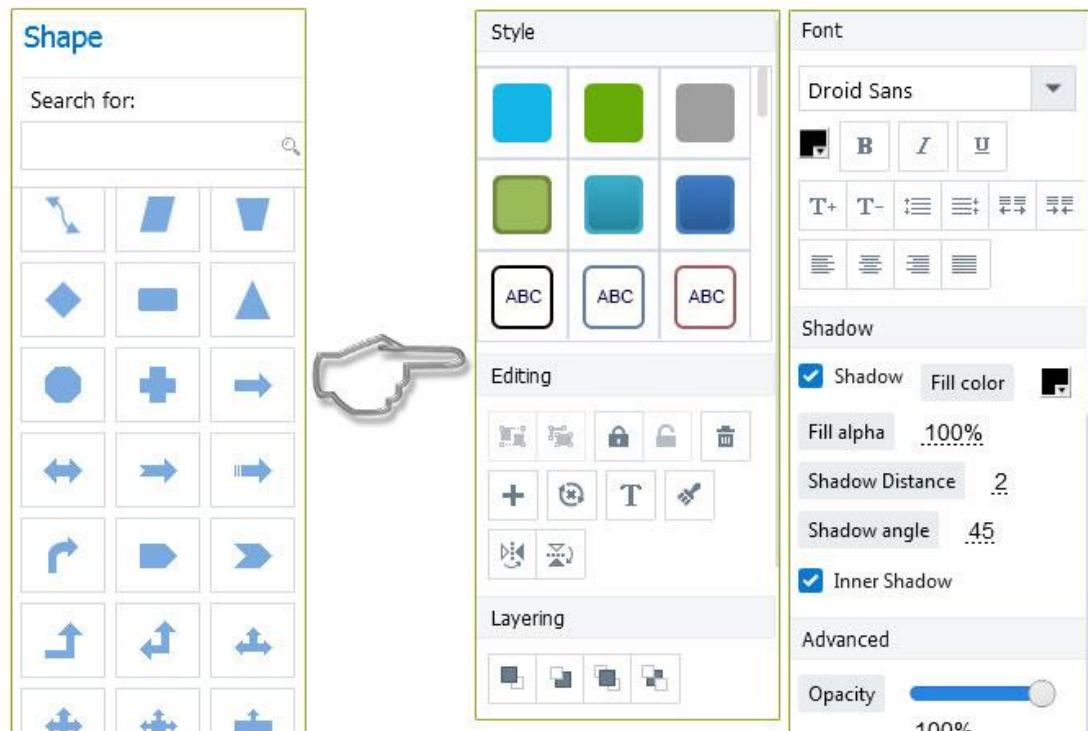 Shape
Search for:
Style
ABC ABC ABC
Editing
T
Layering
Font
Droid Sans
B I U
T+ T-
Shadow
Shadow Fill color
Fill alpha 100%
Shadow Distance 2
Shadow angle 45
Inner Shadow
Advanced
Opacity
100%